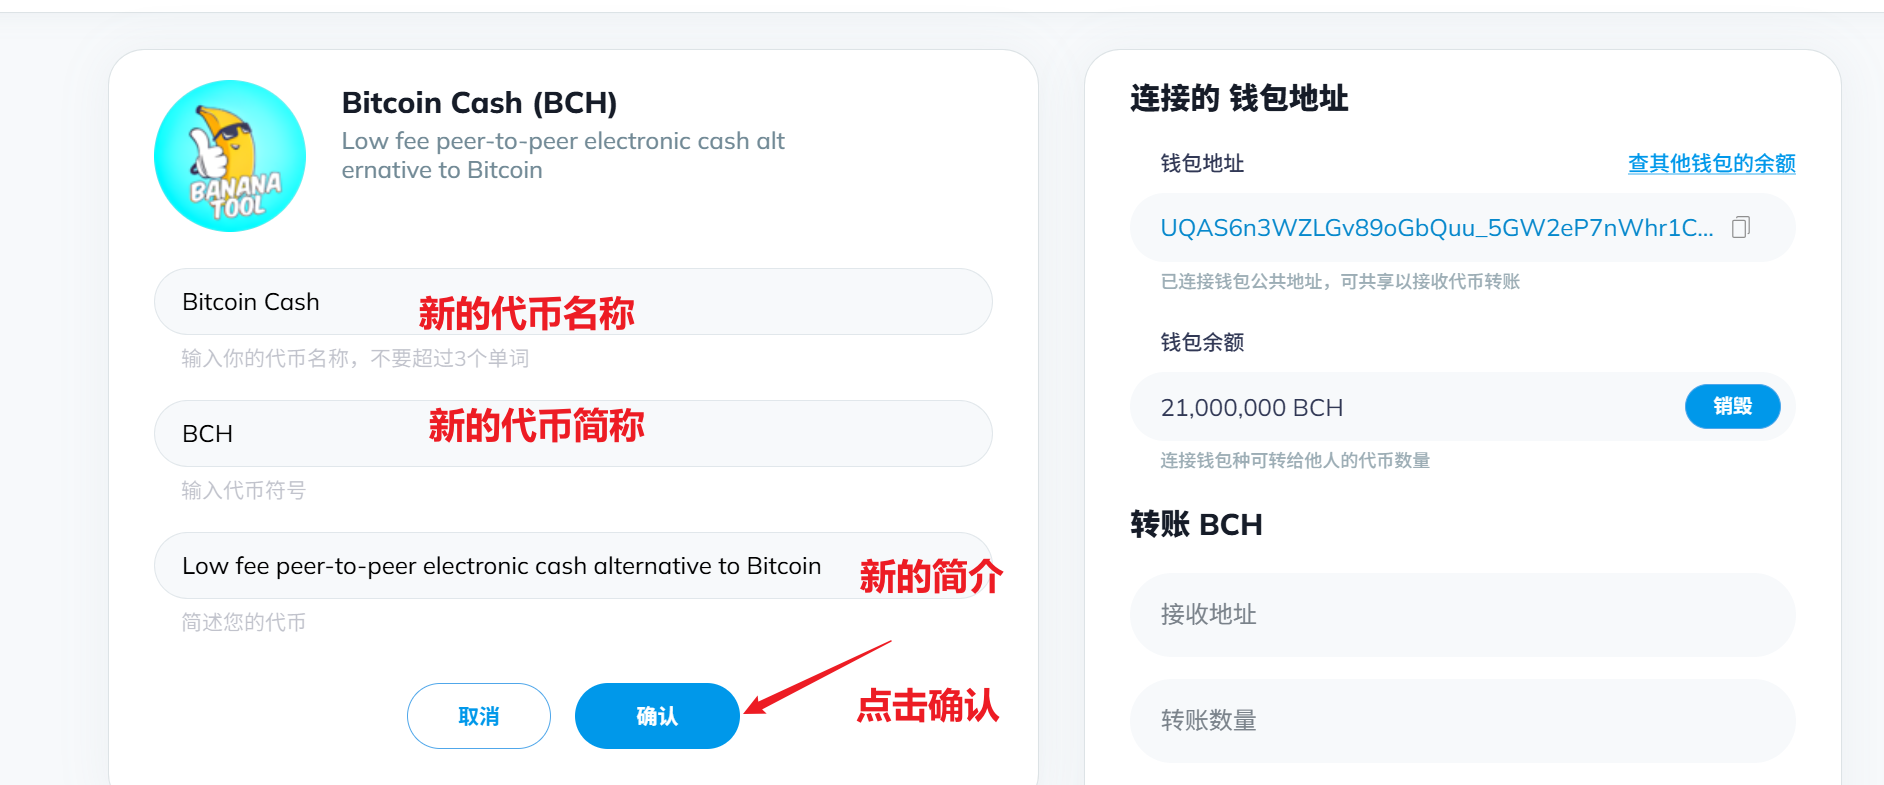 BANANA
TOOL
Bitcoin Cash (BCH)
Low fee peer-to-peer electronic cash alt
ernative to Bitcoin
Bitcoin Cash
新的代币名称
输入你的代币名称，不要超过3个单词
BCH
新的代币简称
输入代币符号
Low fee peer-to-peer electronic cash alternative to Bitcoin
新的简介
简述您的代币
取消
确认
点击确认
连接的 钱包地址
钱包地址
查其他钱包的余额
UQAS6n3WZLGv89oGbQuu_5GW2eP7nWhr1C...
已连接钱包公共地址，可共享以接收代币转账
钱包余额
21,000,000 BCH
销毁
连接钱包种可转给他人的代币数量
转账 BCH
接收地址
转账数量